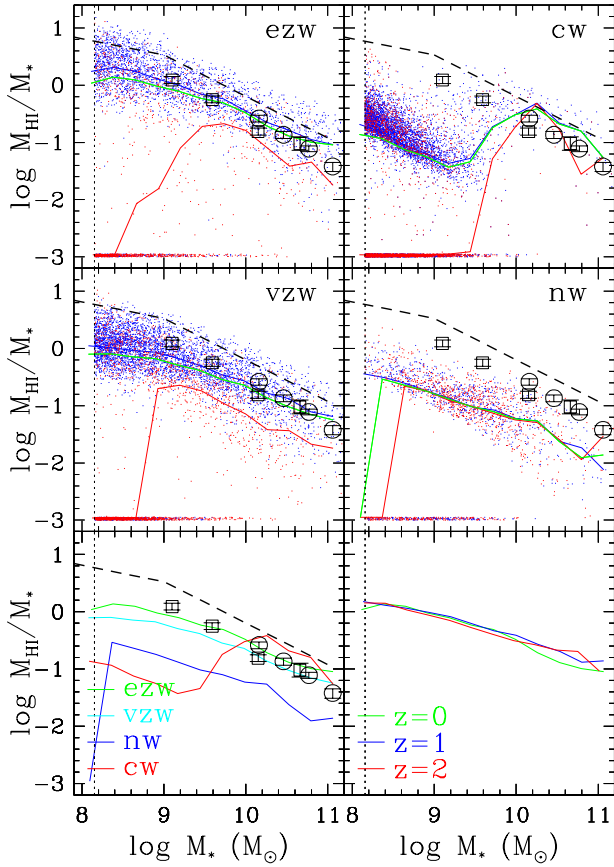 ezw
cw
1
0
−1
−2
−3
log M_HI/M_*
vzw
nw
1
0
−1
−2
−3
log M_HI/M_*
1
0
−1
−2
−3
log M_HI/M_*
ezw
vzw
nw
cw
z=0
z=1
z=2
8 9 10 11
9 10 11
log M_* (M_⊙)
log M_* (M_⊙)